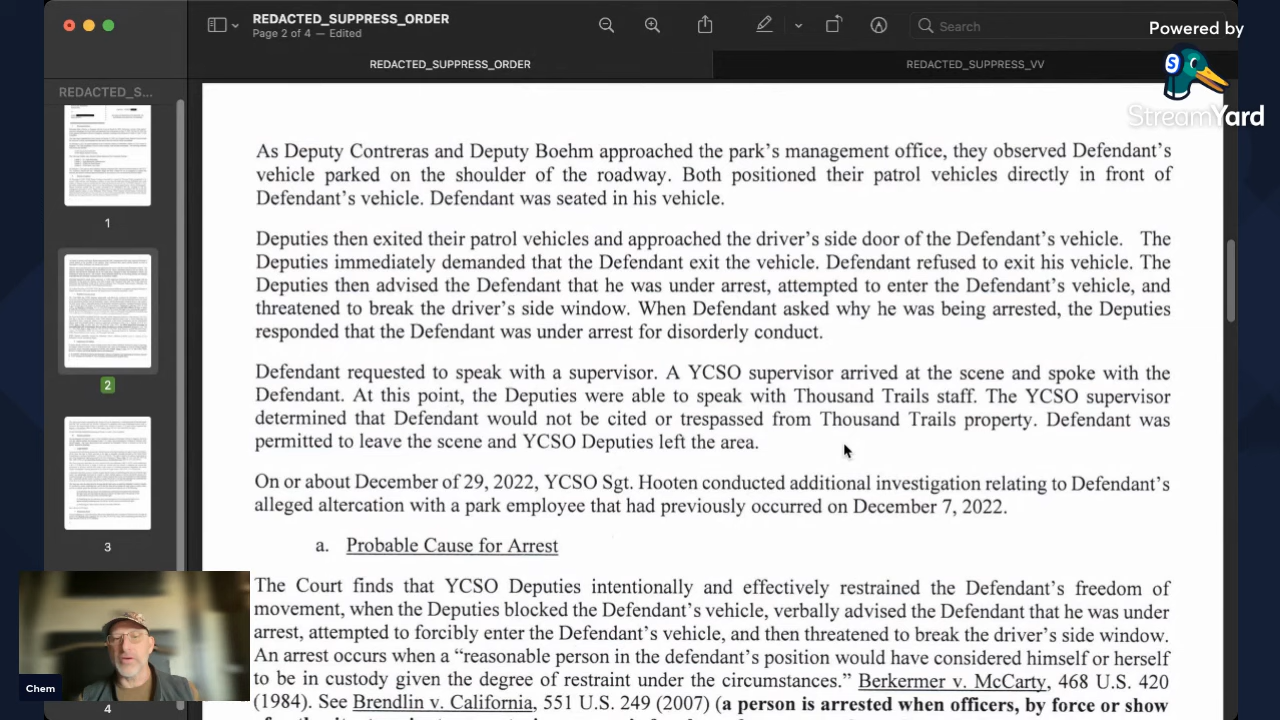 REDACTED_SUPPRESS_ORDER
Page 2 of 4 – Edited
Search
Powered by
StreamYard
REDACTED_SUPPRESS_ORDER
REDACTED_SUPPRESS_VV
REDACTED_S...
1
2
3
4
As Deputy Contreras and Deputy Boehm approached the park's management office, they observed Defendant's
vehicle parked on the shoulder of the roadway. Both positioned their patrol vehicles directly in front of
Defendant's vehicle. Defendant was seated in his vehicle.
Deputies then exited their patrol vehicles and approached the driver's side door of the Defendant's vehicle. The
Deputies immediately demanded that the Defendant exit the vehicle. Defendant refused to exit his vehicle. The
Deputies then advised the Defendant that he was under arrest, attempted to enter the Defendant's vehicle, and
threatened to break the driver's side window. When Defendant asked why he was being arrested, the Deputies
responded that the Defendant was under arrest for disorderly conduct.
Defendant requested to speak with a supervisor. A YCSO supervisor arrived at the scene and spoke with the
Defendant. At this point, the Deputies were able to speak with Thousand Trails staff. The YCSO supervisor
determined that Defendant would not be cited or trespassed from Thousand Trails property. Defendant was
permitted to leave the scene and YCSO Deputies left the area.
On or about December of 29, 2022, YCSO Sgt. Hooten conducted additional investigation relating to Defendant's
alleged altercation with a park employee that had previously occurred on December 7, 2022.
a. Probable Cause for Arrest
The Court finds that YCSO Deputies intentionally and effectively restrained the Defendant's freedom of
movement, when the Deputies blocked the Defendant's vehicle, verbally advised the Defendant that he was under
arrest, attempted to forcibly enter the Defendant's vehicle, and then threatened to break the driver's side window.
An arrest occurs when a "reasonable person in the defendant's position would have considered himself or herself
to be in custody given the degree of restraint under the circumstances." Berkermer v. McCarty, 468 U.S. 420
(1984). See Brendlin v. California, 551 U.S. 249 (2007) (a person is arrested when officers, by force or show
Chem